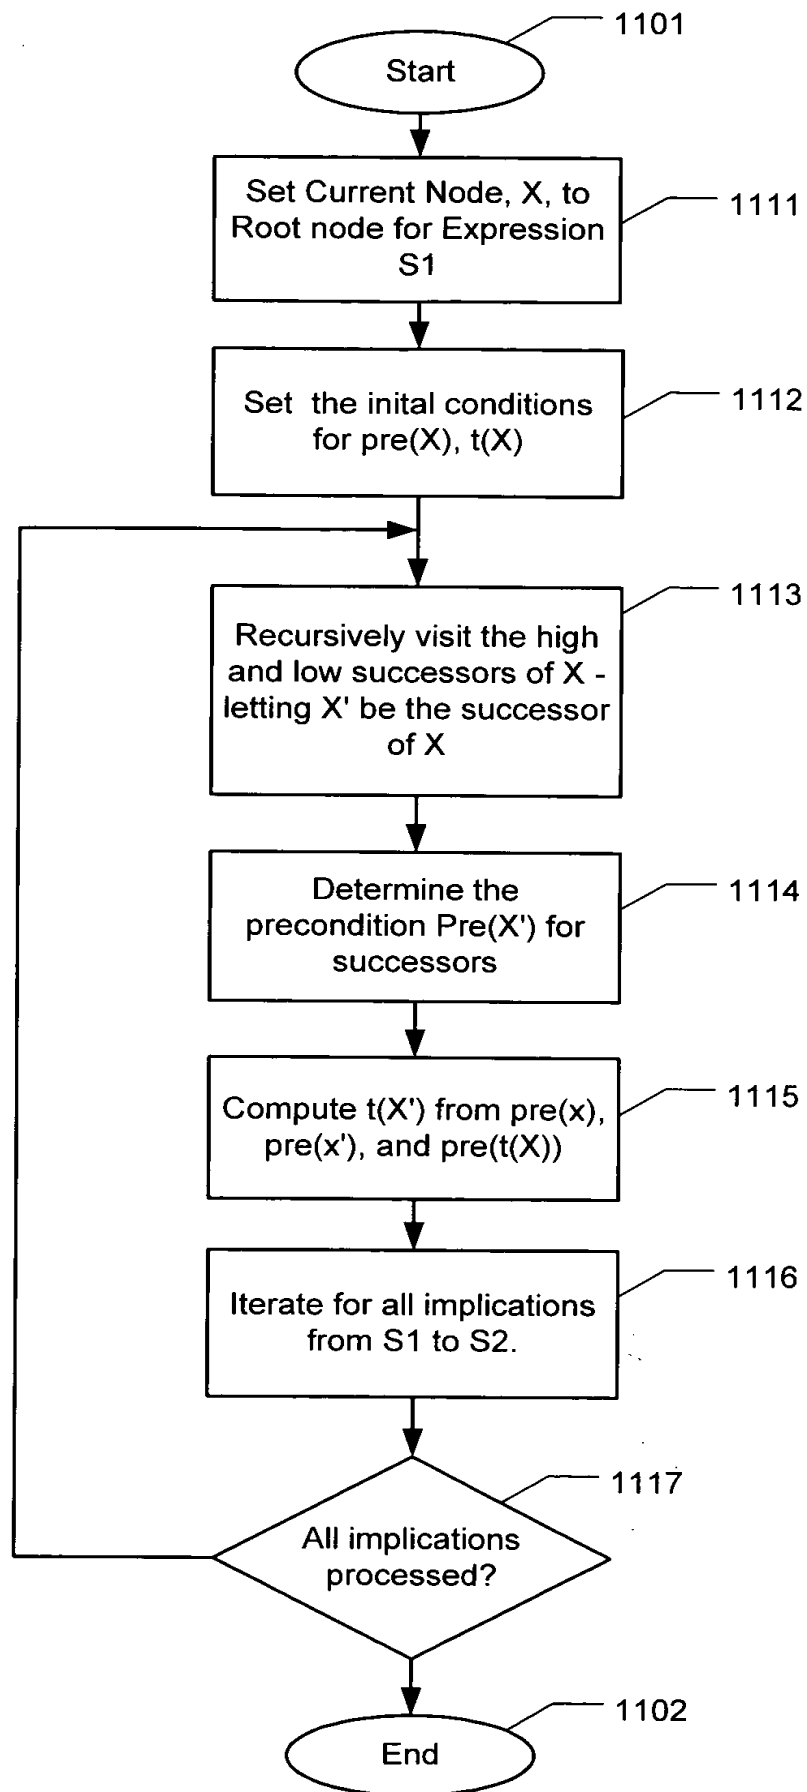 1101
Start
Set Current Node, X, to
Root node for Expression
S1
1111
Set the inital conditions
for pre(X), t(X)
1112
Recursively visit the high
and low successors of X -
letting X' be the successor
of X
1113
Determine the
precondition Pre(X') for
successors
1114
Compute t(X') from pre(x),
pre(x'), and pre(t(X))
1115
Iterate for all implications
from S1 to S2.
1116
All implications
processed?
1117
End
1102